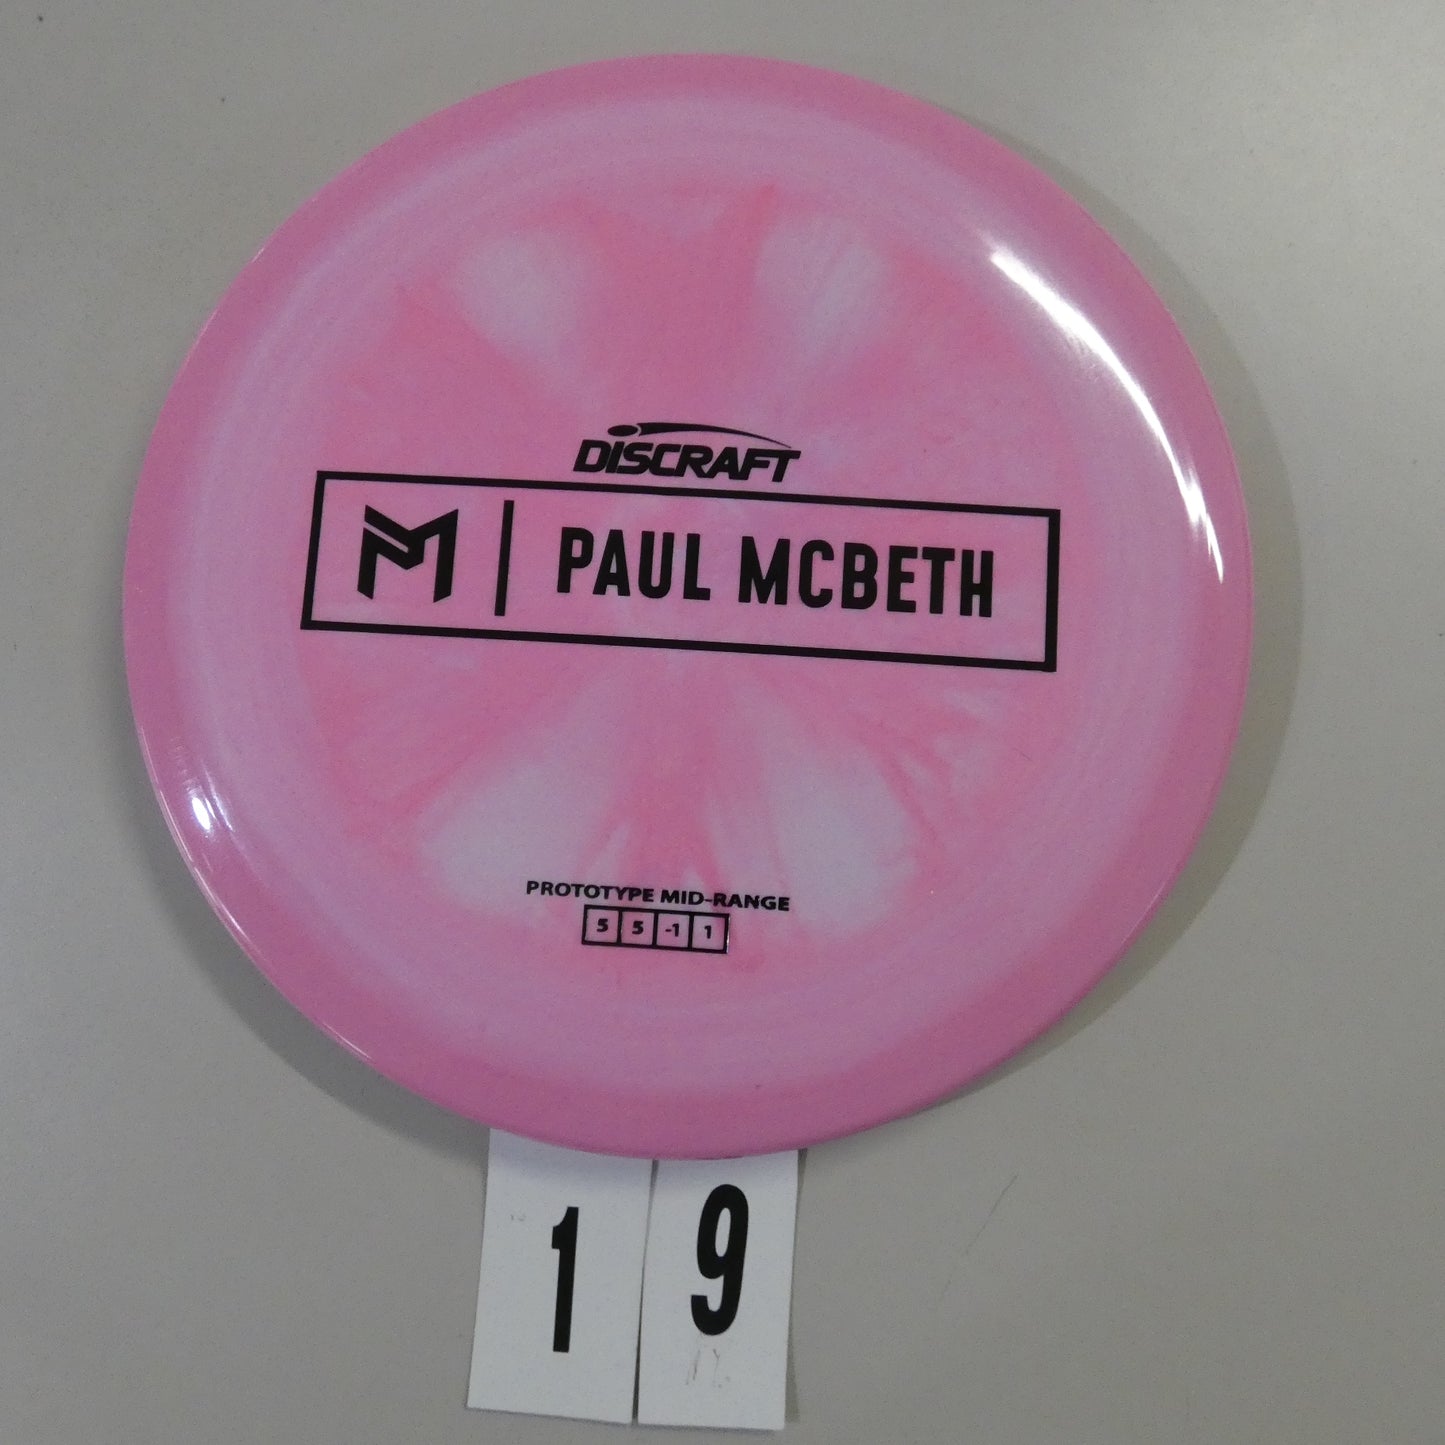 DISCRAFT
M | PAUL MCBETH
PROTOTYPE MID-RANGE
5 5 -1 1
1 9